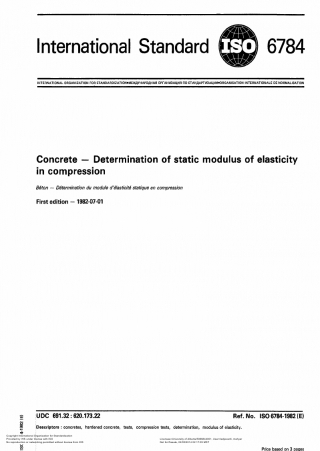 International Standard ISO 6784
INTERNATIONAL ORGANIZATION FOR STANDARDIZATION•МЕЖДУНАРОДНАЯ ОРГАНИЗАЦИЯ ПО СТАНДАРТИЗАЦИИ•ORGANISATION INTERNATIONALE DE NORMALISATION
Concrete — Determination of static modulus of elasticity
in compression
Béton — Détermination du module d'élasticité statique en compression
First edition — 1982-07-01
UDC 691.32 : 620.173.22
Ref. No. ISO 6784-1982 (E)
Descriptors : concretes, hardened concrete, tests, compression tests, determination, modulus of elasticity.
Price based on 3 pages